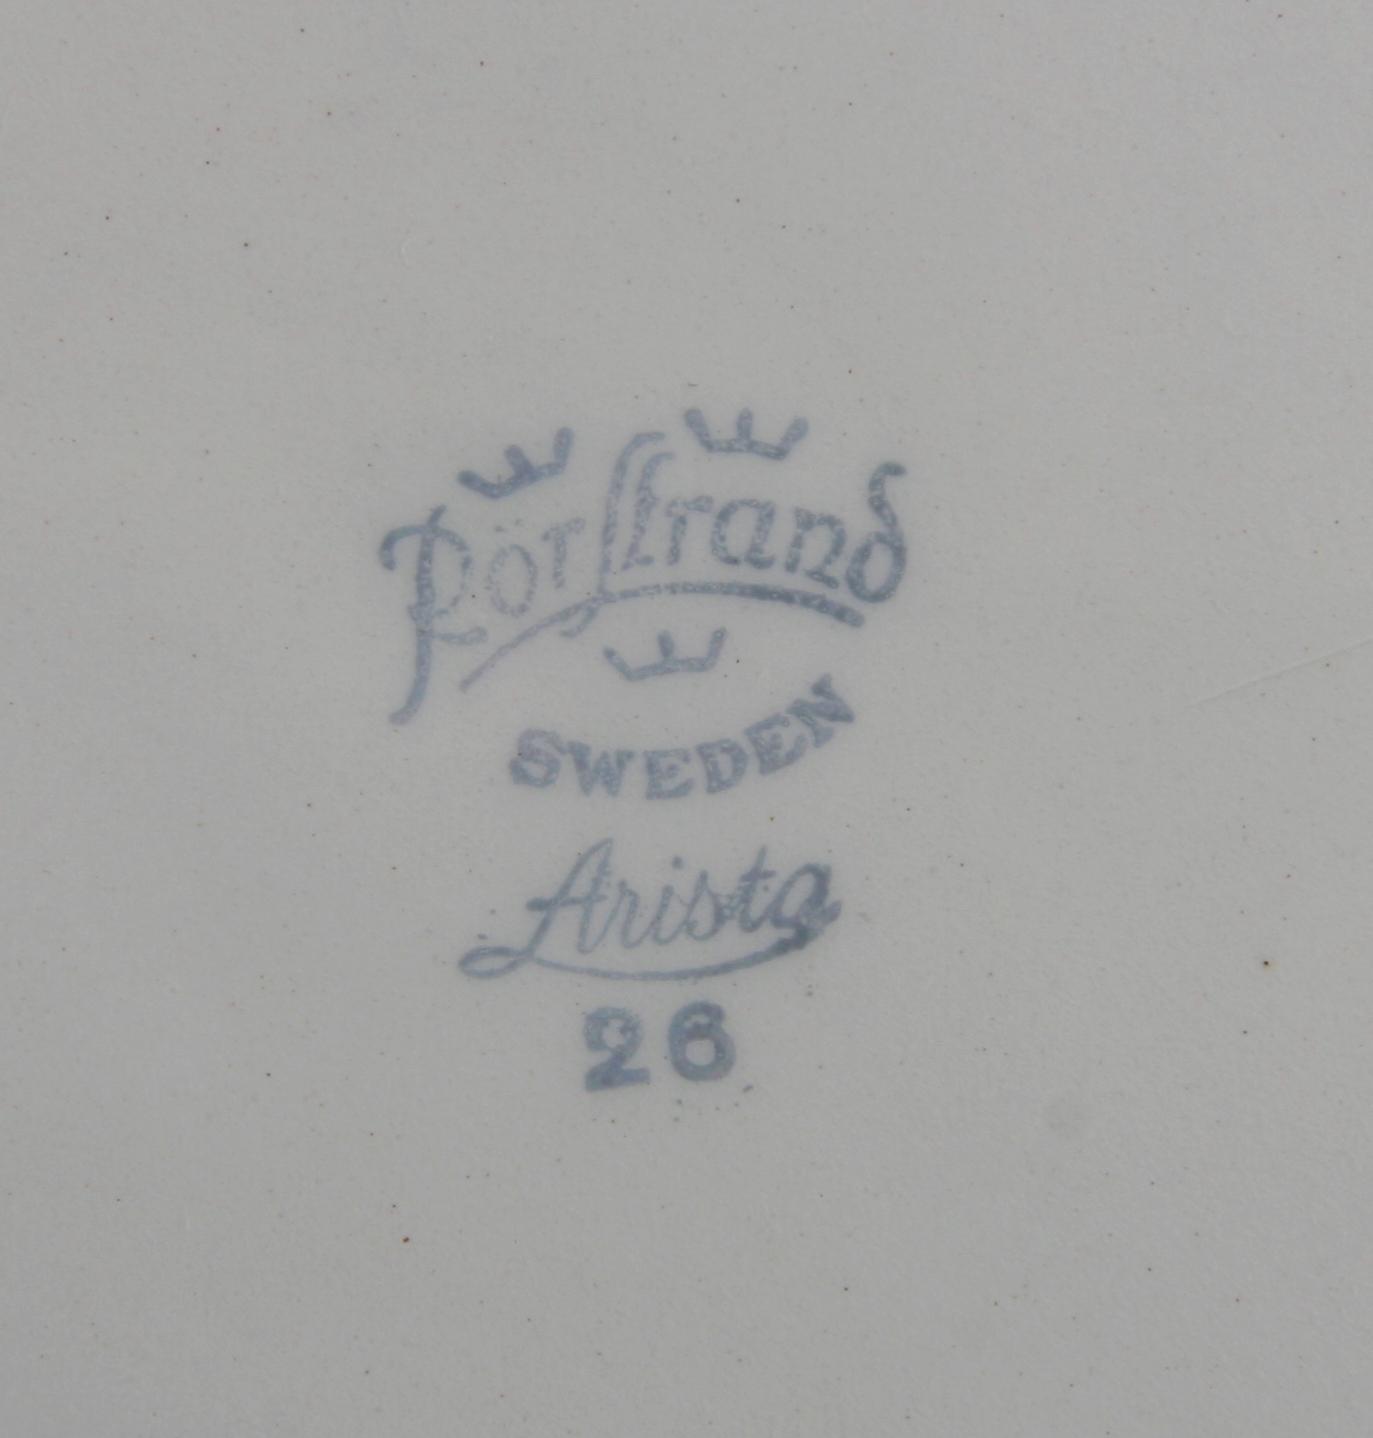 Rörstrand
SWEDEN
Arista
26